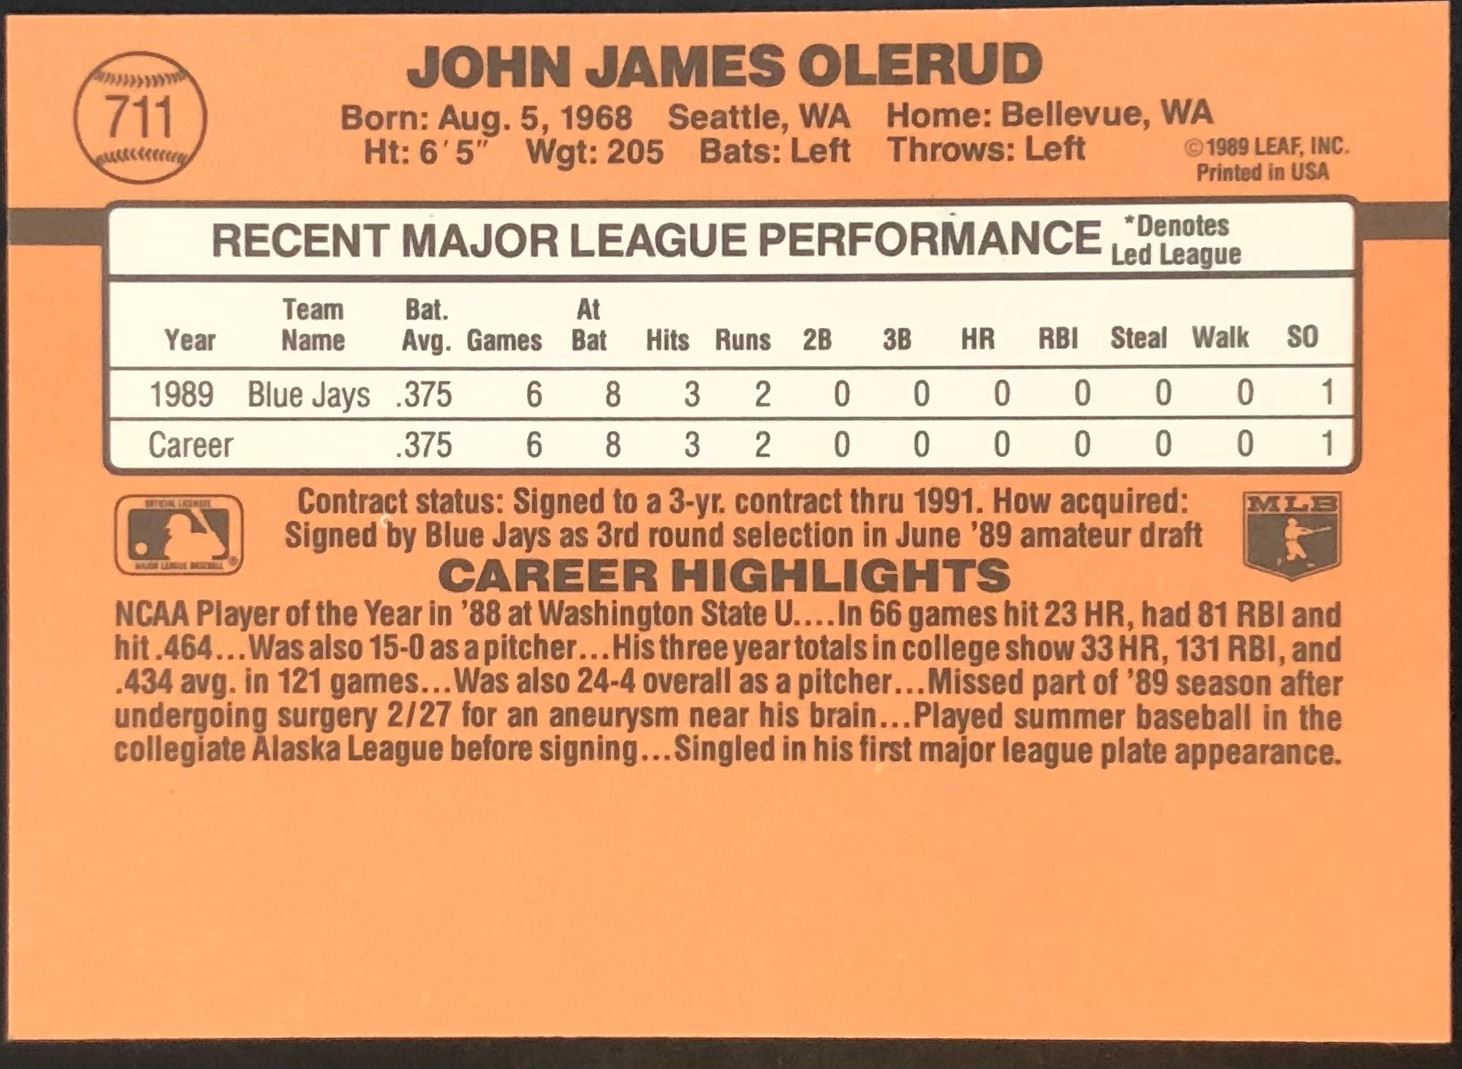 711
JOHN JAMES OLERUD
Born: Aug. 5, 1968 Seattle, WA Home: Bellevue, WA
Ht: 6'5" Wgt: 205 Bats: Left Throws: Left
©1989 LEAF, INC.
Printed in USA
RECENT MAJOR LEAGUE PERFORMANCE *Denotes
Led League
Team Bat. At
Year Name Avg. Games Bat Hits Runs 2B 3B HR RBI Steal Walk SO
1989 Blue Jays .375 6 8 3 2 0 0 0 0 0 0 1
Career .375 6 8 3 2 0 0 0 0 0 0 1
OFFICIAL LICENSEE
MAJOR LEAGUE BASEBALL
®
Contract status: Signed to a 3-yr. contract thru 1991. How acquired:
Signed by Blue Jays as 3rd round selection in June '89 amateur draft
MLB
CAREER HIGHLIGHTS
NCAA Player of the Year in '88 at Washington State U....In 66 games hit 23 HR, had 81 RBI and
hit .464...Was also 15-0 as a pitcher...His three year totals in college show 33 HR, 131 RBI, and
.434 avg. in 121 games...Was also 24-4 overall as a pitcher...Missed part of '89 season after
undergoing surgery 2/27 for an aneurysm near his brain...Played summer baseball in the
collegiate Alaska League before signing...Singled in his first major league plate appearance.